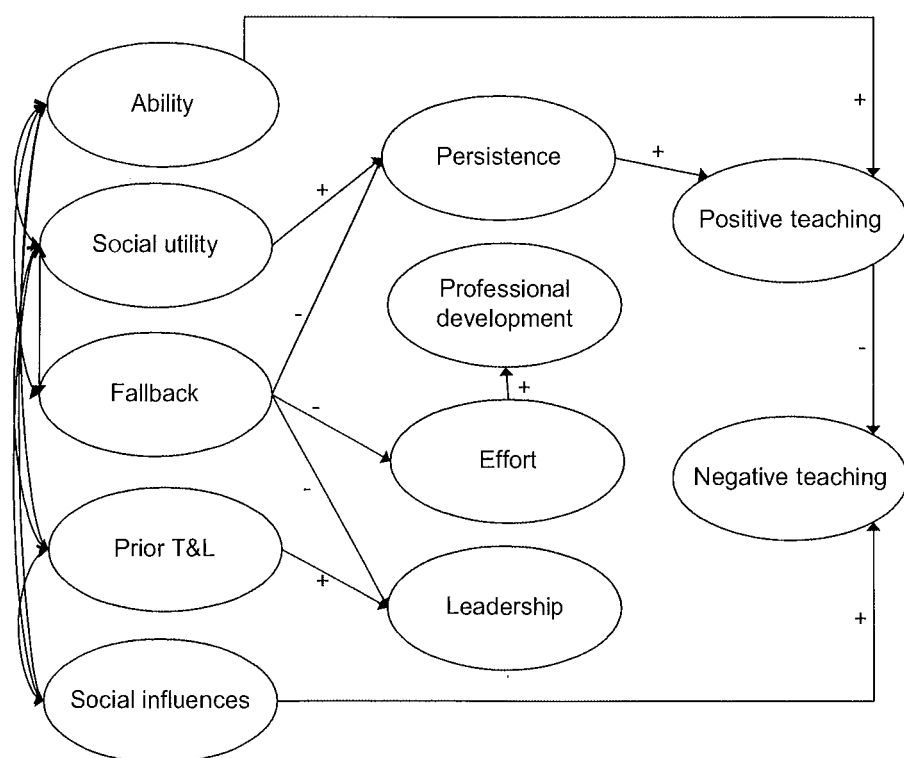 Ability
+
Persistence
+
+
Social utility
Positive teaching
Professional
development
-
-
Fallback
-
+
Effort
Negative teaching
-
Prior T&L
+
Leadership
+
Social influences